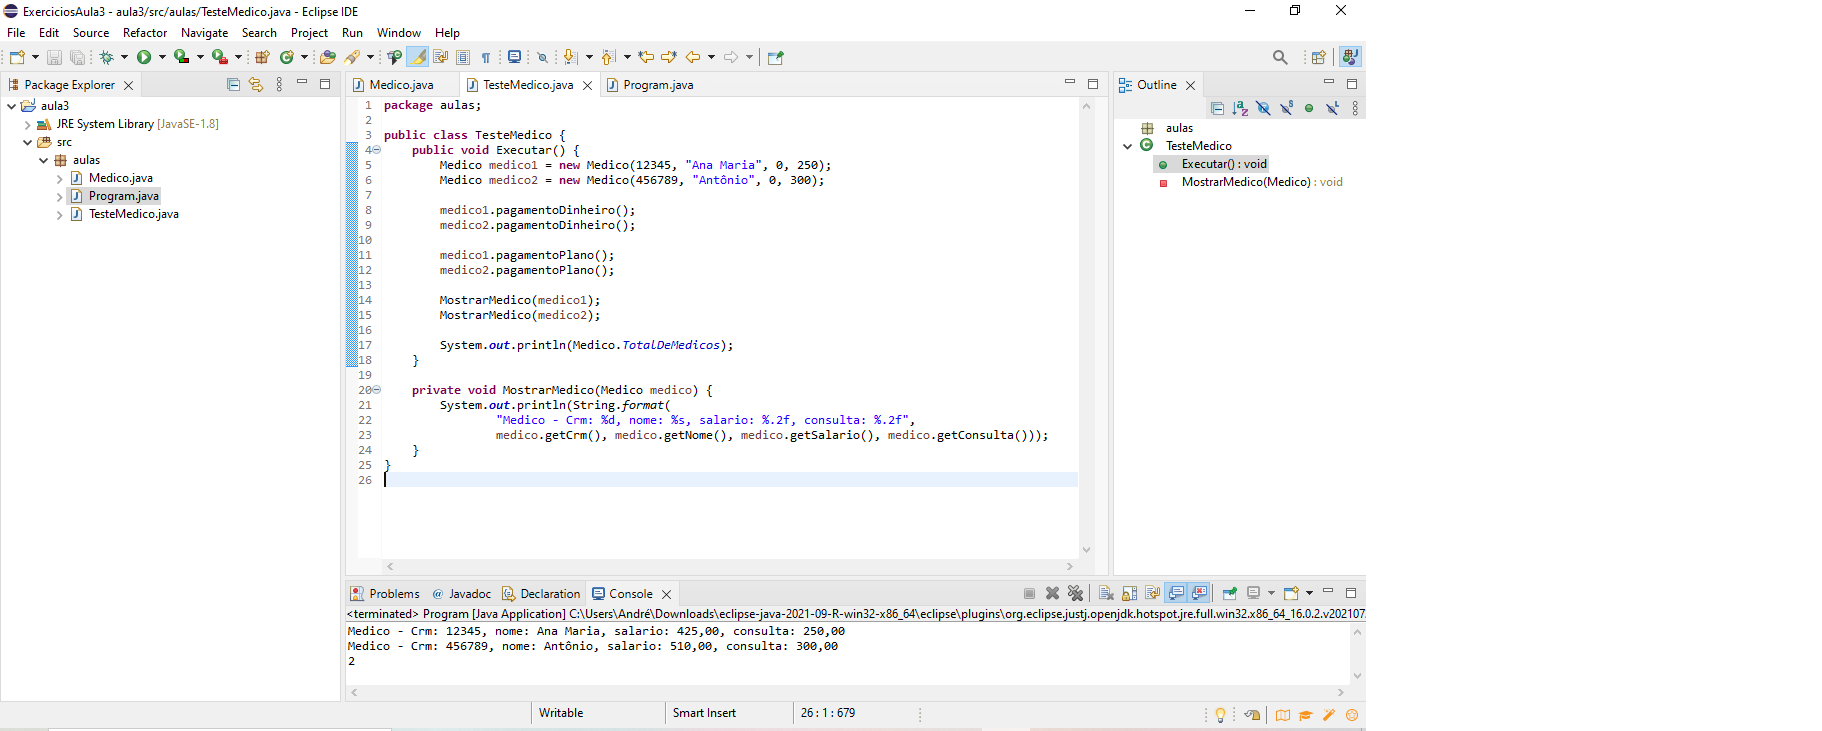 ExerciciosAula3 - aula3/src/aulas/TesteMedico.java - Eclipse IDE
File Edit Source Refactor Navigate Search Project Run Window Help
Package Explorer
aula3
JRE System Library [JavaSE-1.8]
src
aulas
Medico.java
Program.java
TesteMedico.java
Medico.java TesteMedico.java Program.java
1 package aulas;
2
3 public class TesteMedico {
4 public void Executar() {
5 Medico medico1 = new Medico(12345, "Ana Maria", 0, 250);
6 Medico medico2 = new Medico(456789, "Antônio", 0, 300);
7
8 medico1.pagamentoDinheiro();
9 medico2.pagamentoDinheiro();
10
11 medico1.pagamentoPlano();
12 medico2.pagamentoPlano();
13
14 MostrarMedico(medico1);
15 MostrarMedico(medico2);
16
17 System.out.println(Medico.TotalDeMedicos);
18 }
19
20 private void MostrarMedico(Medico medico) {
21 System.out.println(String.format(
22 "Medico - Crm: %d, nome: %s, salario: %.2f, consulta: %.2f",
23 medico.getCrm(), medico.getNome(), medico.getSalario(), medico.getConsulta()));
24 }
25 }
26
Outline
aulas
TesteMedico
Executar() : void
MostrarMedico(Medico) : void
Problems @ Javadoc Declaration Console
<terminated> Program [Java Application] C:\Users\André\Downloads\eclipse-java-2021-09-R-win32-x86_64\eclipse\plugins\org.eclipse.justj.openjdk.hotspot.jre.full.win32.x86_64_16.0.2.v202107
Medico - Crm: 12345, nome: Ana Maria, salario: 425,00, consulta: 250,00
Medico - Crm: 456789, nome: Antônio, salario: 510,00, consulta: 300,00
2
Writable Smart Insert 26 : 1 : 679